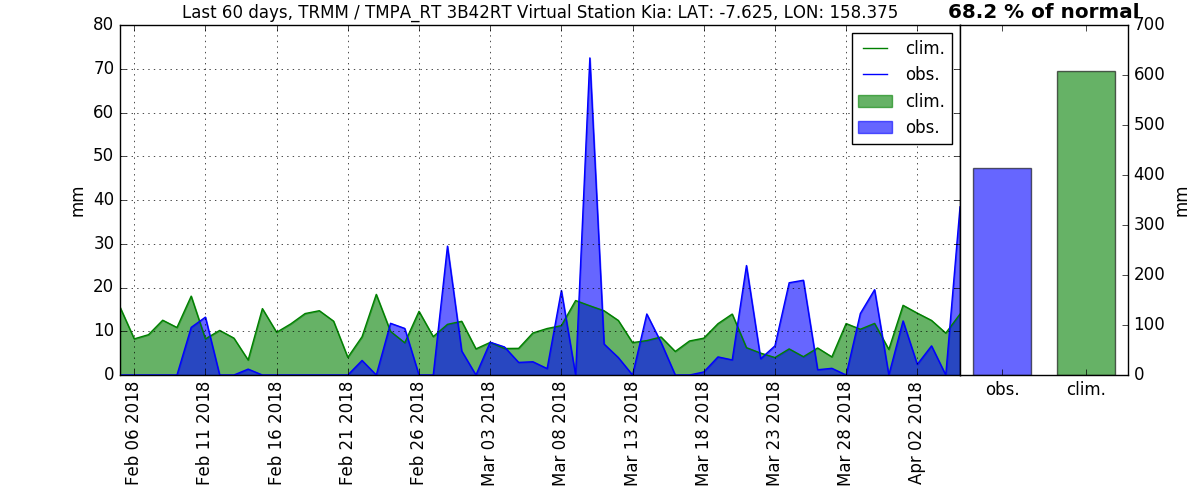 Last 60 days, TRMM / TMPA_RT 3B42RT Virtual Station Kia: LAT: -7.625, LON: 158.375
68.2 % of normal
80
70
60
50
40
30
20
10
0
mm
clim.
obs.
clim.
obs.
Feb 06 2018
Feb 11 2018
Feb 16 2018
Feb 21 2018
Feb 26 2018
Mar 03 2018
Mar 08 2018
Mar 13 2018
Mar 18 2018
Mar 23 2018
Mar 28 2018
Apr 02 2018
700
600
500
400
300
200
100
0
mm
obs.
clim.